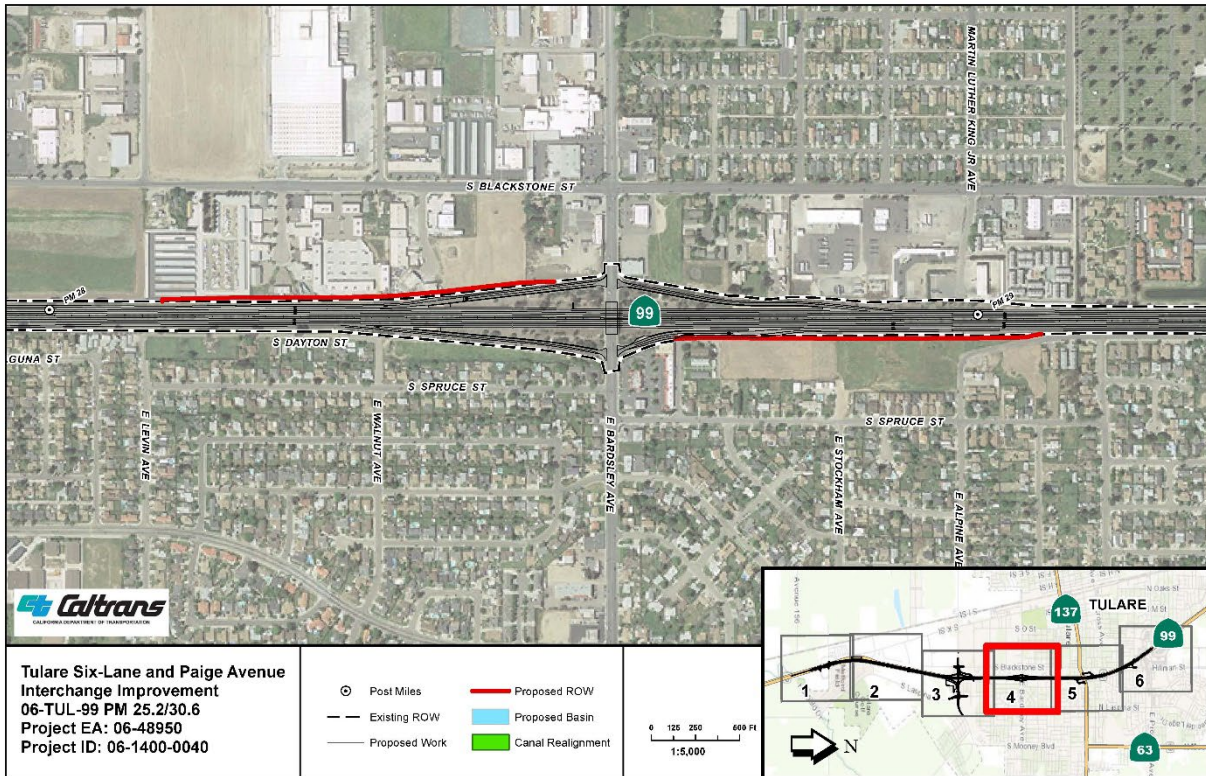 MARTIN LUTHER KING JR AVE
S BLACKSTONE ST
PM 28
PM 29
99
S DAYTON ST
GUNA ST
S SPRUCE ST
S SPRUCE ST
E LEVIN AVE
E WALNUT AVE
E BARDSLEY AVE
E STOCKHAM AVE
E ALPINE AVE
Caltrans
CALIFORNIA DEPARTMENT OF TRANSPORTATION
Tulare Six-Lane and Paige Avenue
Interchange Improvement
06-TUL-99 PM 25.2/30.6
Project EA: 06-48950
Project ID: 06-1400-0040
Post Miles
Existing ROW
Proposed Work
Proposed ROW
Proposed Basin
Canal Realignment
0 125 250 500 Ft
1:5,000
TULARE
137
99
63
1 2 3 4 5 6
S Blackstone St
S Mooney Blvd
Hillman St
N